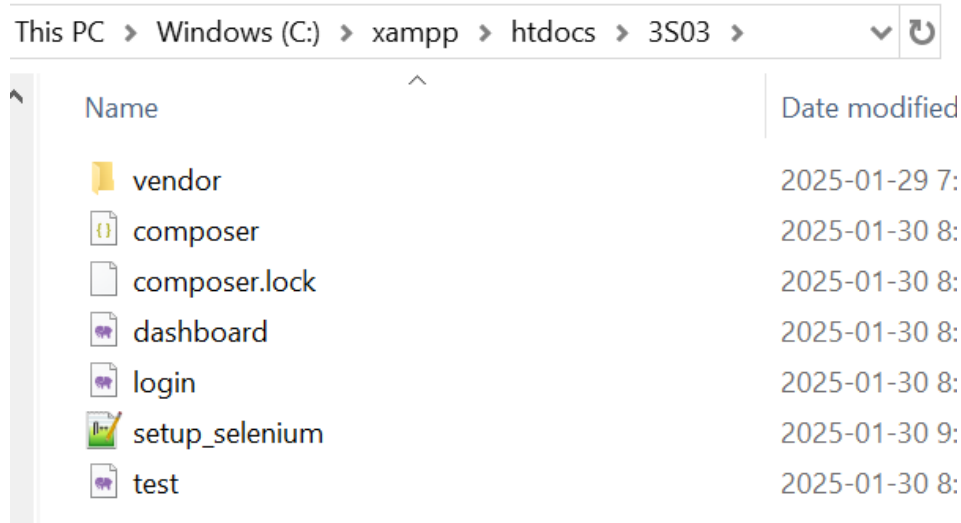 This PC > Windows (C:) > xampp > htdocs > 3S03 >
Name Date modified
vendor 2025-01-29 7:
composer 2025-01-30 8:
composer.lock 2025-01-30 8:
dashboard 2025-01-30 8:
login 2025-01-30 8:
setup_selenium 2025-01-30 9:
test 2025-01-30 8: